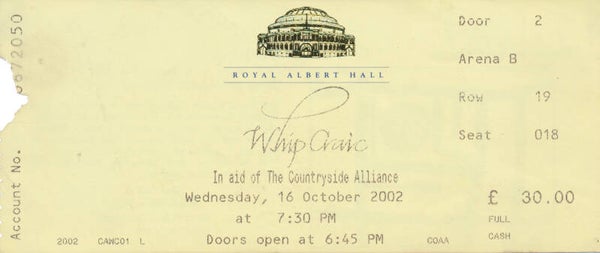 Account No. 0672050
ROYAL ALBERT HALL
Whip Craic
In aid of The Countryside Alliance
Wednesday, 16 October 2002
at 7:30 PM
Doors open at 6:45 PM
2002 CAWC01 L
COAA
Door 2
Arena B
Row 19
Seat 018
£ 30.00
FULL
CASH